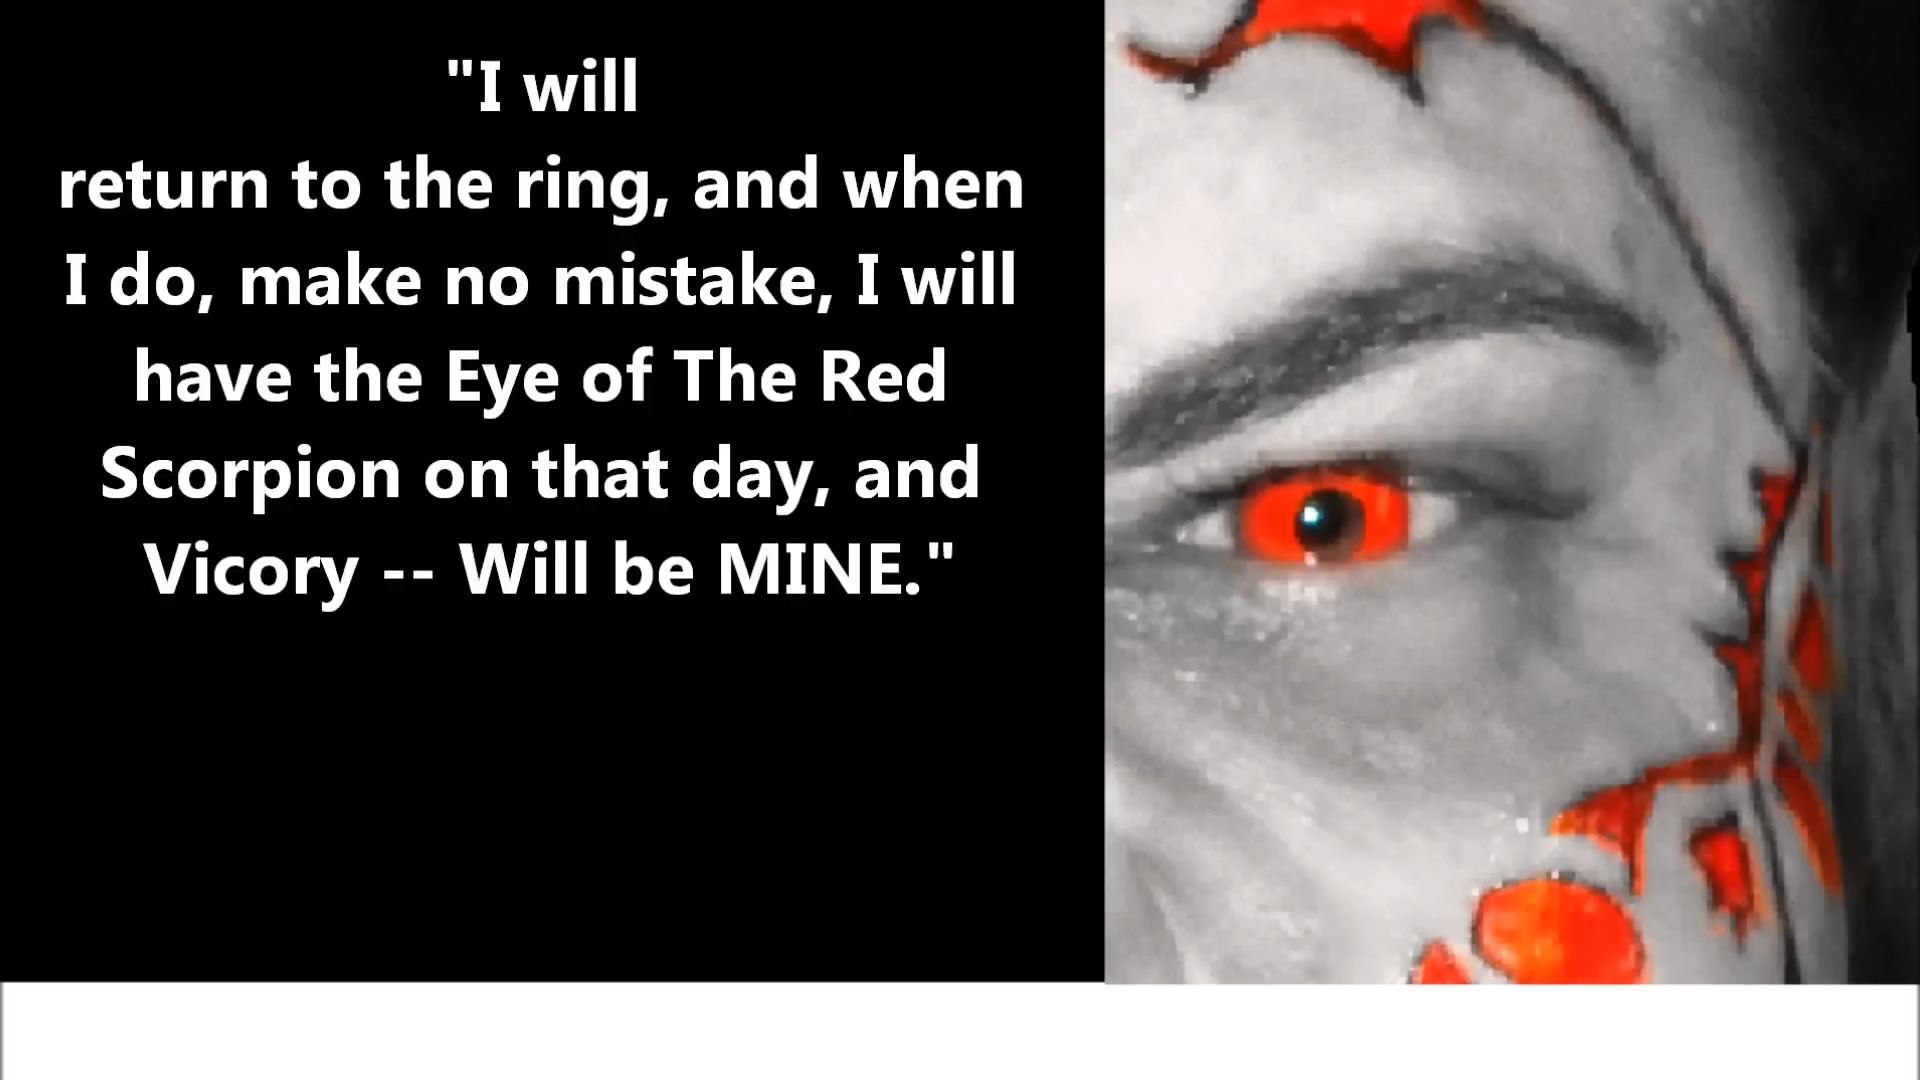 "I will
return to the ring, and when
I do, make no mistake, I will
have the Eye of The Red
Scorpion on that day, and
Vicory -- Will be MINE."